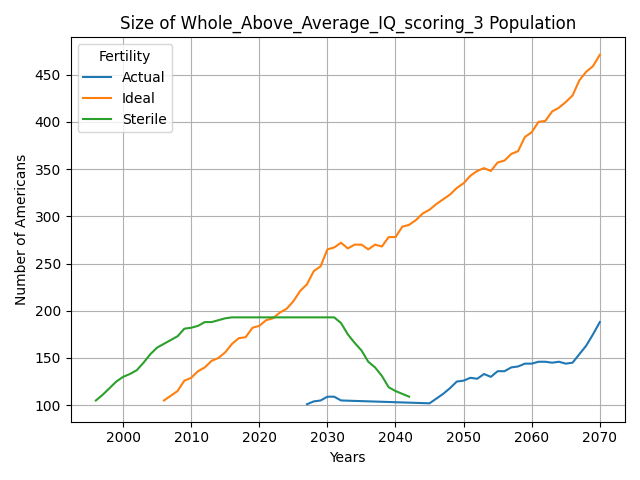 Size of Whole_Above_Average_IQ_scoring_3 Population
Fertility
Actual
Ideal
Sterile
Number of Americans
450
400
350
300
250
200
150
100
2000 2010 2020 2030 2040 2050 2060 2070
Years